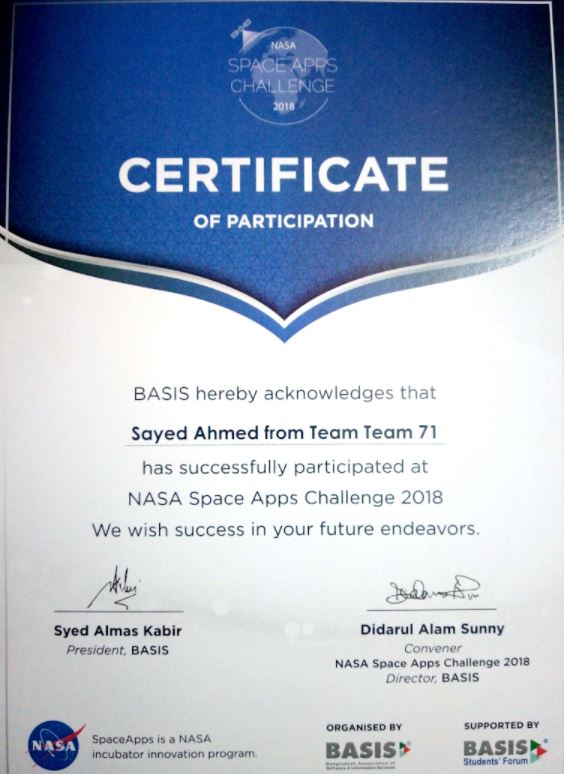 NASA
SPACE APPS
CHALLENGE
2018
CERTIFICATE
OF PARTICIPATION
BASIS hereby acknowledges that
Sayed Ahmed from Team Team 71
has successfully participated at
NASA Space Apps Challenge 2018
We wish success in your future endeavors.
Syed Almas Kabir
President, BASIS
Didarul Alam Sunny
Convener
NASA Space Apps Challenge 2018
Director, BASIS
NASA
SpaceApps is a NASA
incubator innovation program.
ORGANISED BY
BASIS
Bangladesh Association of
Software & Information Services
SUPPORTED BY
BASIS
Students' Forum